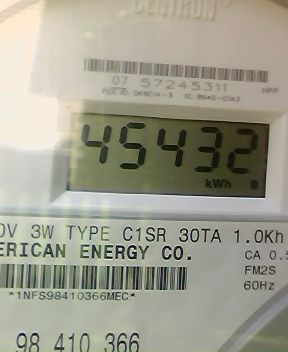 CENTRON®
07 57245311
45432
kWh
0V 3W TYPE C1SR 30TA 1.0Kh
ERICAN ENERGY CO.
CA 0.5
FM2S
60Hz
*1NFS98410366MEC*
98 410 366